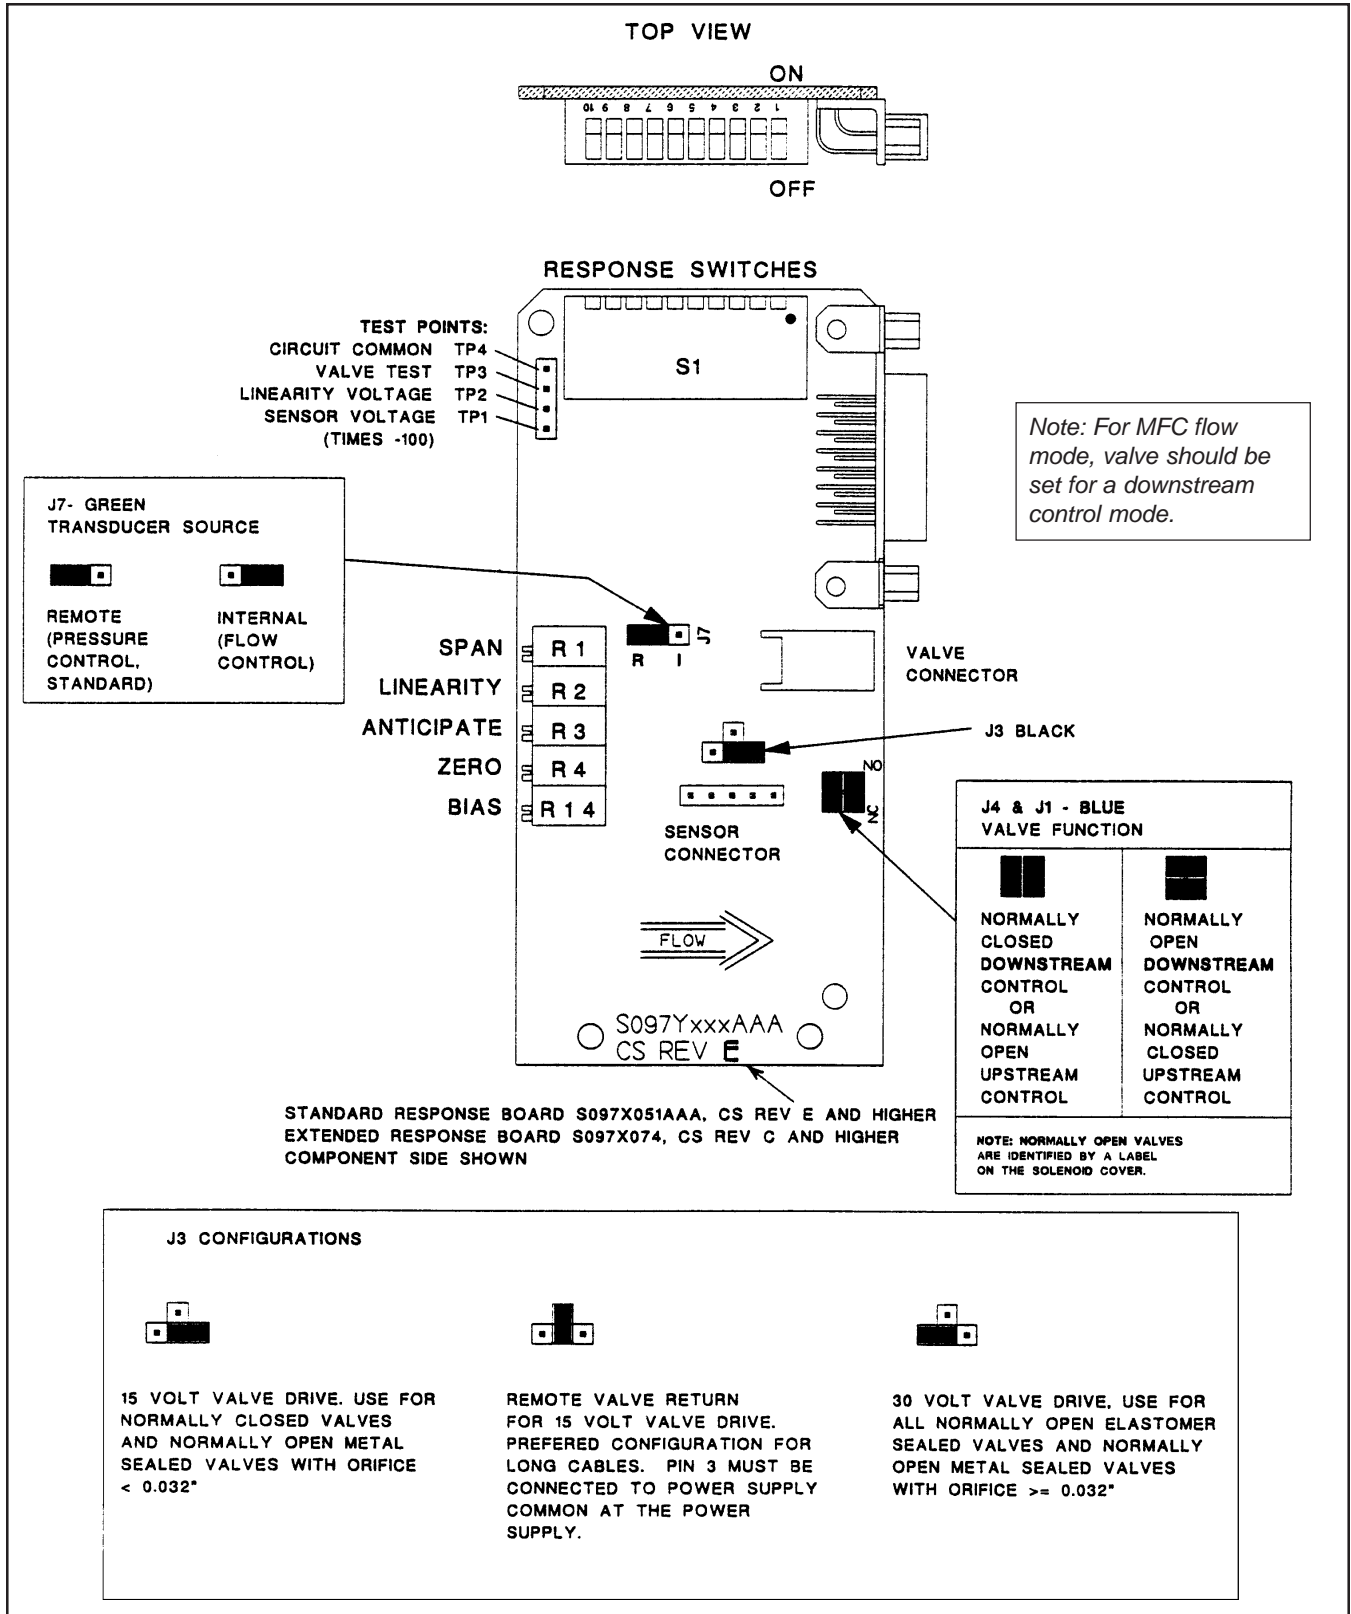 TOP VIEW
ON
10 9 8 7 6 5 4 3 2 1
OFF
RESPONSE SWITCHES
S1
TEST POINTS:
CIRCUIT COMMON TP4
VALVE TEST TP3
LINEARITY VOLTAGE TP2
SENSOR VOLTAGE TP1
(TIMES -100)
Note: For MFC flow
mode, valve should be
set for a downstream
control mode.
J7- GREEN
TRANSDUCER SOURCE
REMOTE
(PRESSURE
CONTROL,
STANDARD)
INTERNAL
(FLOW
CONTROL)
J7
R I
SPAN R1
LINEARITY R2
ANTICIPATE R3
ZERO R4
BIAS R14
VALVE
CONNECTOR
J3 BLACK
NO
NC
SENSOR
CONNECTOR
J4 & J1 - BLUE
VALVE FUNCTION
NORMALLY
CLOSED
DOWNSTREAM
CONTROL
OR
NORMALLY
OPEN
UPSTREAM
CONTROL
NORMALLY
OPEN
DOWNSTREAM
CONTROL
OR
NORMALLY
CLOSED
UPSTREAM
CONTROL
NOTE: NORMALLY OPEN VALVES
ARE IDENTIFIED BY A LABEL
ON THE SOLENOID COVER.
FLOW
S097YxxxAAA
CS REV E
STANDARD RESPONSE BOARD S097X051AAA, CS REV E AND HIGHER
EXTENDED RESPONSE BOARD S097X074, CS REV C AND HIGHER
COMPONENT SIDE SHOWN
J3 CONFIGURATIONS
15 VOLT VALVE DRIVE. USE FOR
NORMALLY CLOSED VALVES
AND NORMALLY OPEN METAL
SEALED VALVES WITH ORIFICE
< 0.032"
REMOTE VALVE RETURN
FOR 15 VOLT VALVE DRIVE.
PREFERED CONFIGURATION FOR
LONG CABLES. PIN 3 MUST BE
CONNECTED TO POWER SUPPLY
COMMON AT THE POWER
SUPPLY.
30 VOLT VALVE DRIVE, USE FOR
ALL NORMALLY OPEN ELASTOMER
SEALED VALVES AND NORMALLY
OPEN METAL SEALED VALVES
WITH ORIFICE >= 0.032"